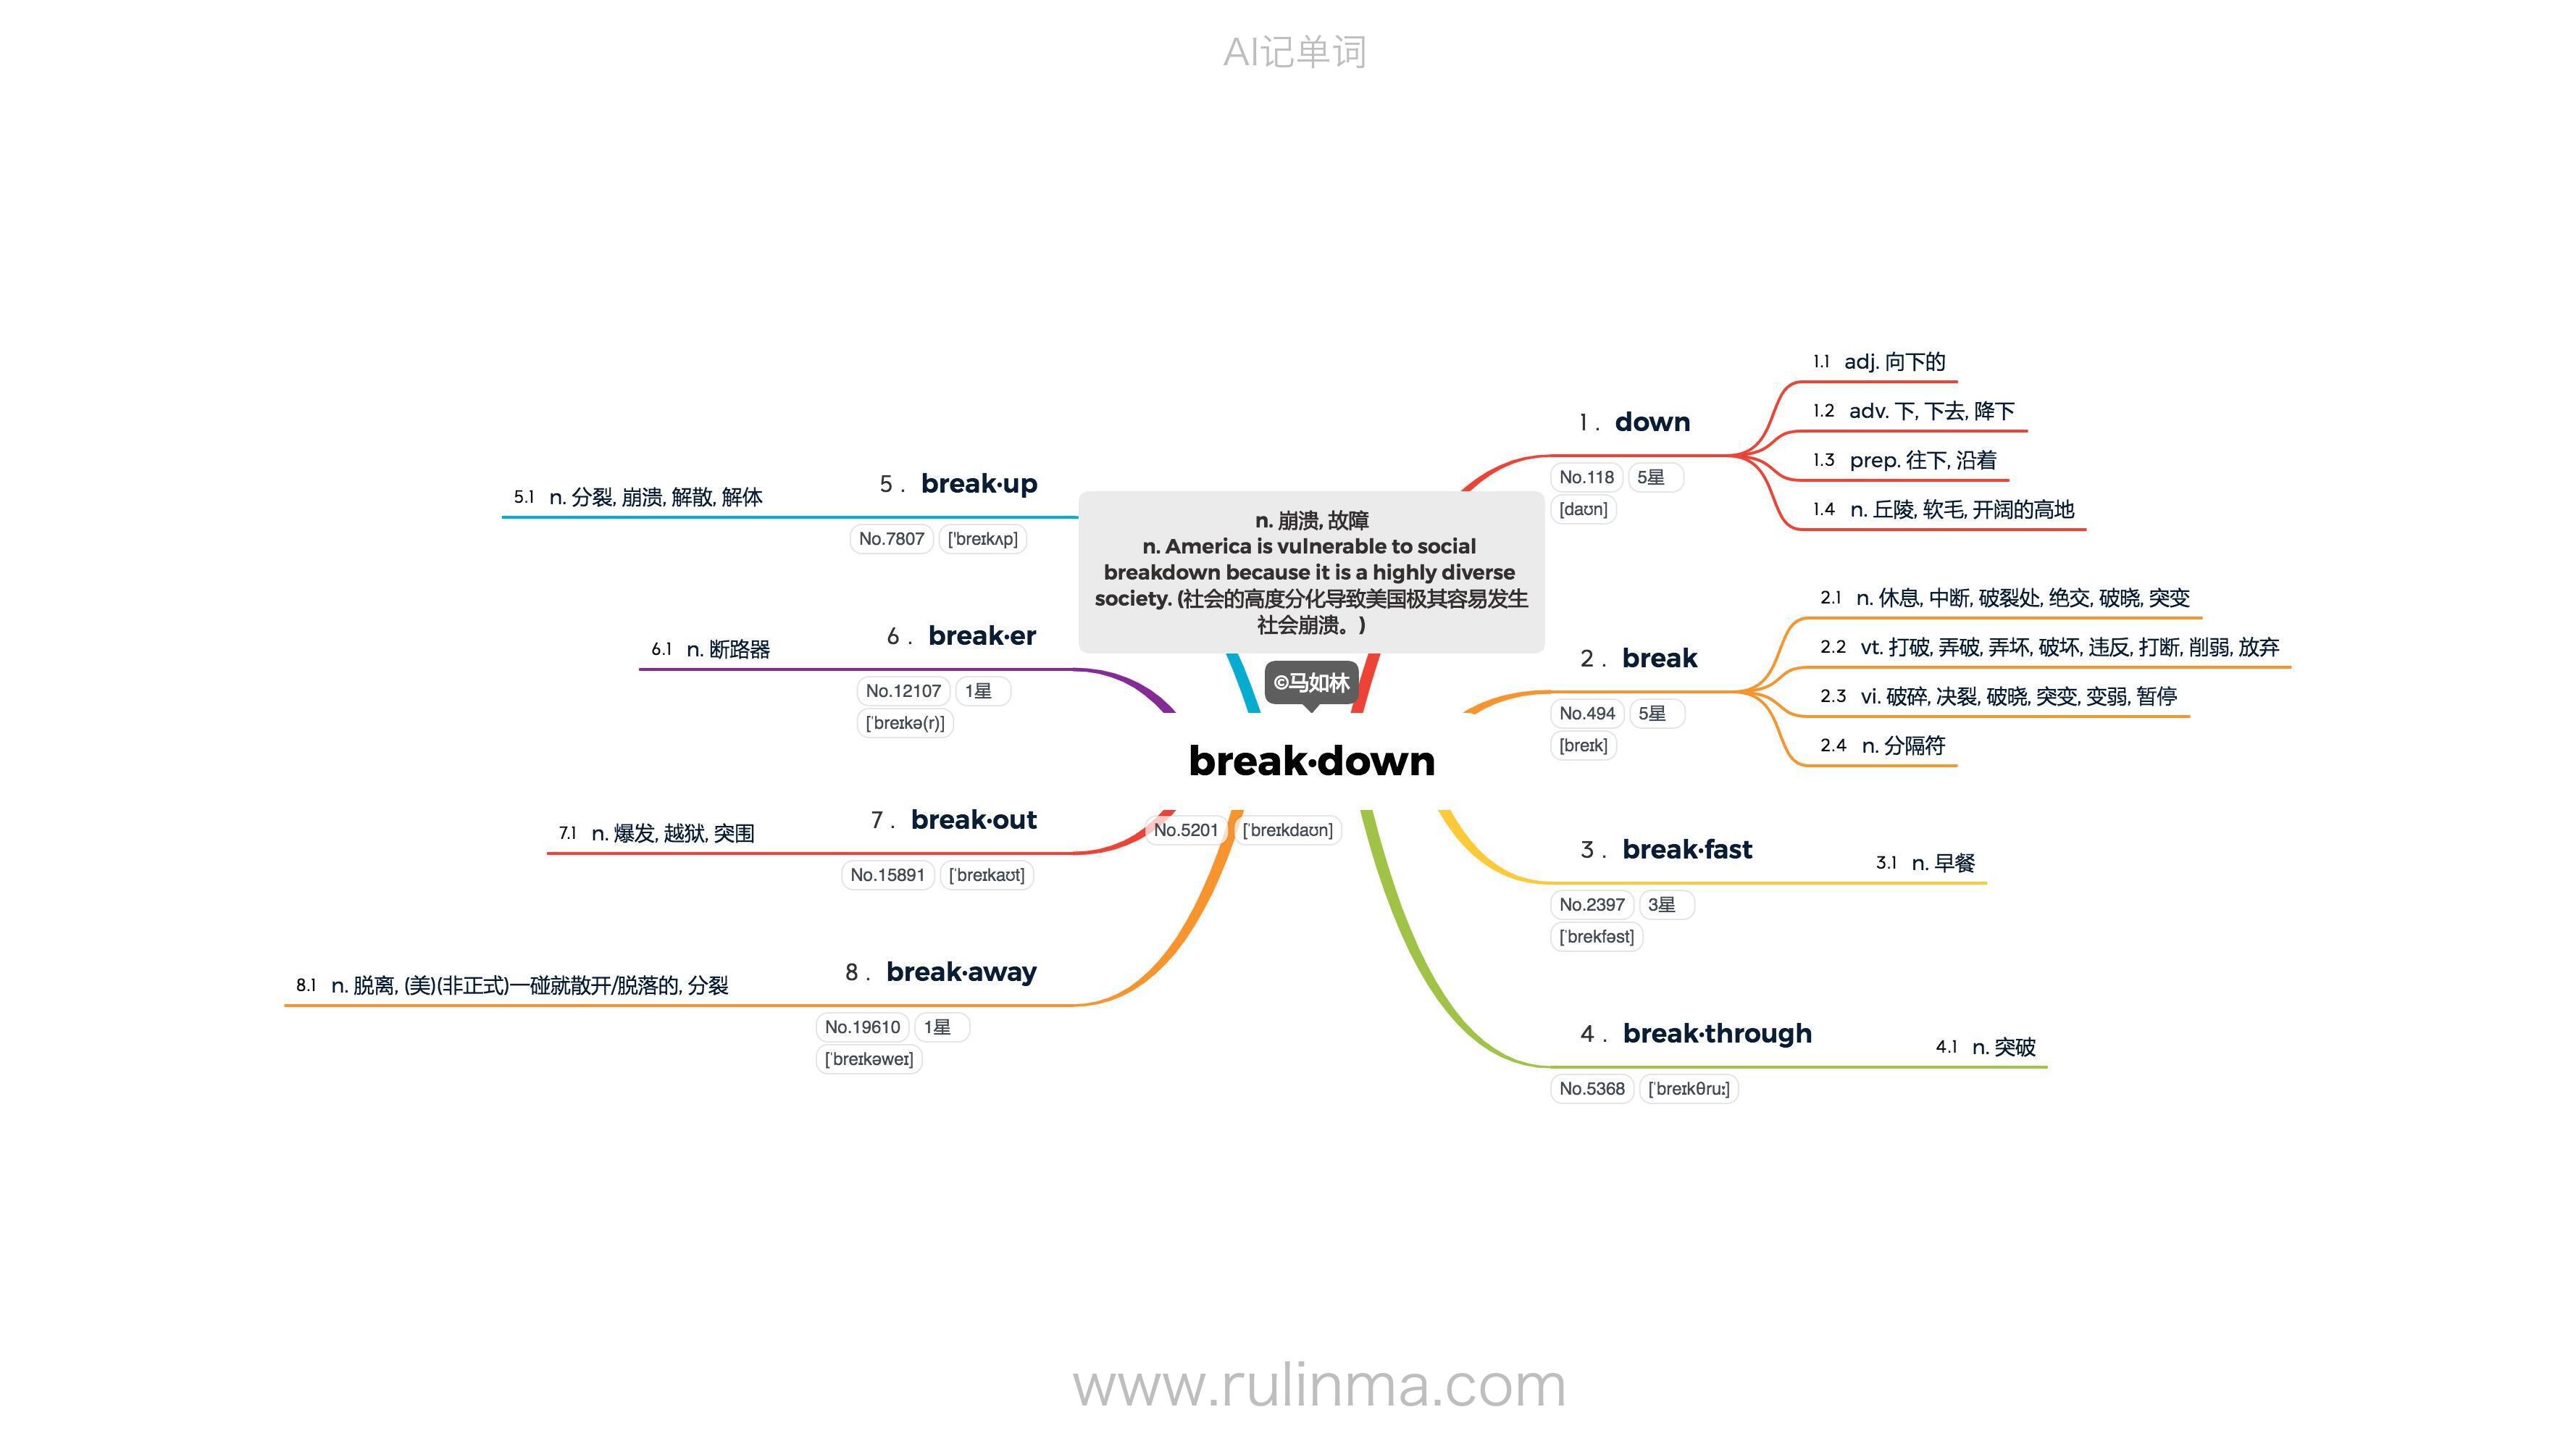 AI记单词
n. 崩溃, 故障
n. America is vulnerable to social
breakdown because it is a highly diverse
society. (社会的高度分化导致美国极其容易发生
社会崩溃。)
©马如林
break·down
No.5201 [ˈbreɪkdaʊn]
1 . down
No.118 5星
[daʊn]
1.1 adj. 向下的
1.2 adv. 下, 下去, 降下
1.3 prep. 往下, 沿着
1.4 n. 丘陵, 软毛, 开阔的高地
2 . break
No.494 5星
[breɪk]
2.1 n. 休息, 中断, 破裂处, 绝交, 破晓, 突变
2.2 vt. 打破, 弄破, 弄坏, 破坏, 违反, 打断, 削弱, 放弃
2.3 vi. 破碎, 决裂, 破晓, 突变, 变弱, 暂停
2.4 n. 分隔符
3 . break·fast
No.2397 3星
[ˈbrekfəst]
3.1 n. 早餐
4 . break·through
No.5368 [ˈbreɪkθruː]
4.1 n. 突破
5 . break·up
No.7807 ['breɪkʌp]
5.1 n. 分裂, 崩溃, 解散, 解体
6 . break·er
No.12107 1星
[ˈbreɪkə(r)]
6.1 n. 断路器
7 . break·out
No.15891 [ˈbreɪkaʊt]
7.1 n. 爆发, 越狱, 突围
8 . break·away
No.19610 1星
[ˈbreɪkəweɪ]
8.1 n. 脱离, (美)(非正式)一碰就散开/脱落的, 分裂
www.rulinma.com